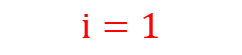 i = 1